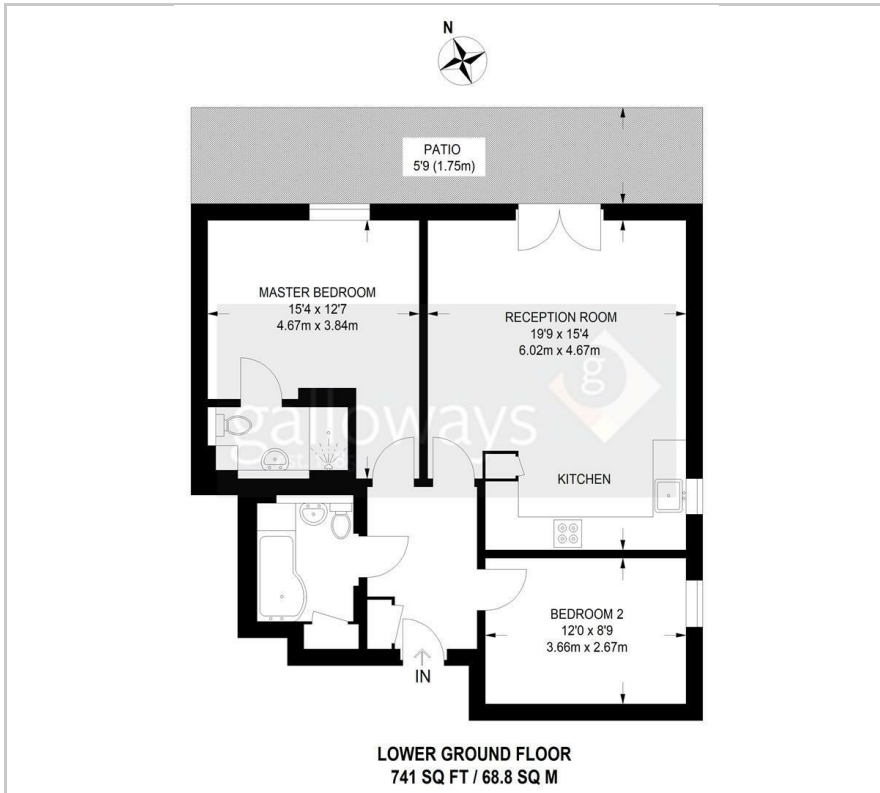 N
PATIO
5'9 (1.75m)
MASTER BEDROOM
15'4 x 12'7
4.67m x 3.84m
RECEPTION ROOM
19'9 x 15'4
6.02m x 4.67m
g
galloways
KITCHEN
BEDROOM 2
12'0 x 8'9
3.66m x 2.67m
IN
LOWER GROUND FLOOR
741 SQ FT / 68.8 SQ M